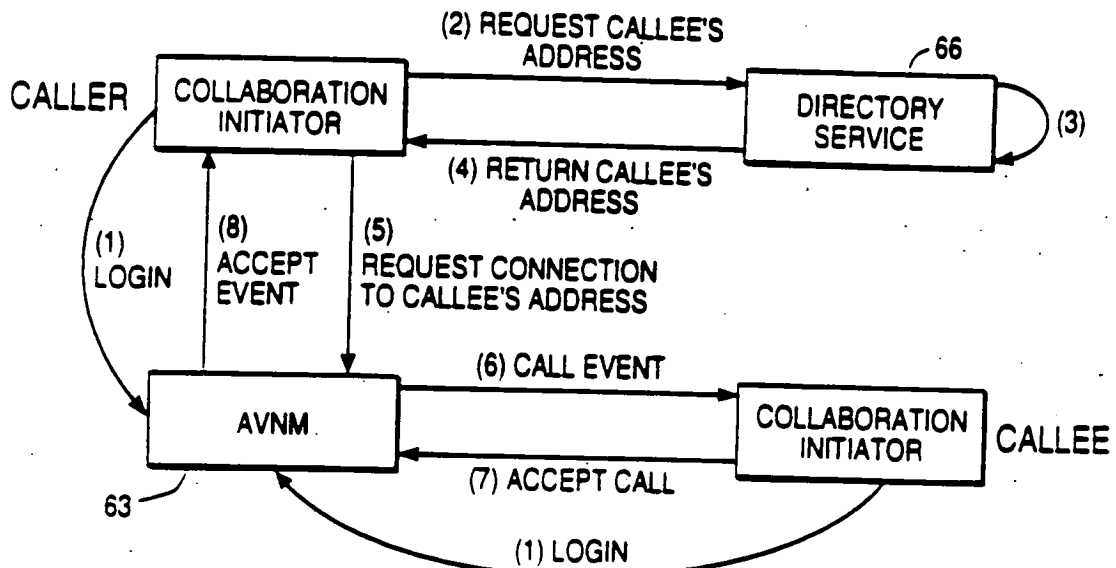 (2) REQUEST CALLEE'S
ADDRESS
66
CALLER
COLLABORATION
INITIATOR
DIRECTORY
SERVICE
(3)
(4) RETURN CALLEE'S
ADDRESS
(1)
LOGIN
(8)
ACCEPT
EVENT
(5)
REQUEST CONNECTION
TO CALLEE'S ADDRESS
(6) CALL EVENT
AVNM
COLLABORATION
INITIATOR
CALLEE
(7) ACCEPT CALL
63
(1) LOGIN